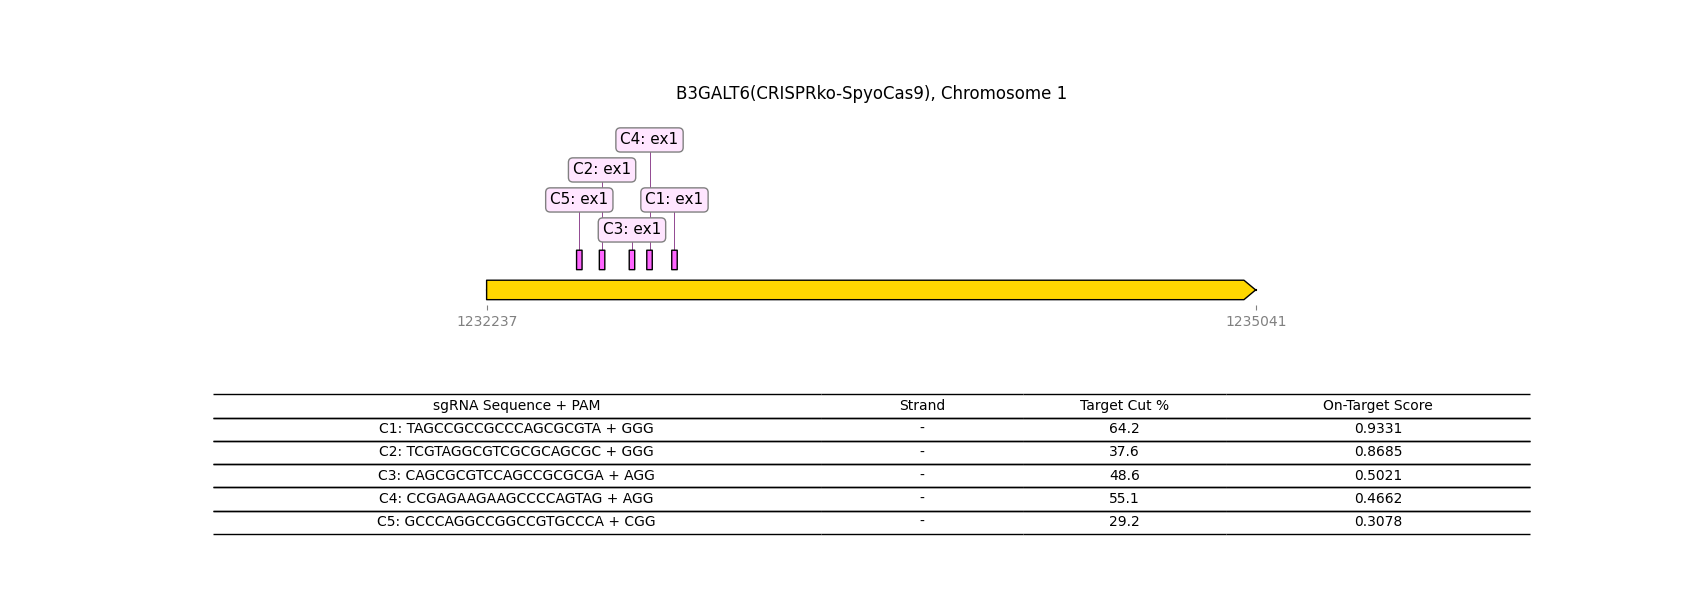 B3GALT6(CRISPRko-SpyoCas9), Chromosome 1
C4: ex1
C2: ex1
C5: ex1 C1: ex1
C3: ex1
1232237 1235041
sgRNA Sequence + PAM Strand Target Cut % On-Target Score
C1: TAGCCGCCGCCCAGCGCGTA + GGG - 64.2 0.9331
C2: TCGTAGGCGTCGCGCAGCGC + GGG - 37.6 0.8685
C3: CAGCGCGTCCAGCCGCGCGA + AGG - 48.6 0.5021
C4: CCGAGAAGAAGCCCCAGTAG + AGG - 55.1 0.4662
C5: GCCCAGGCCGGCCGTGCCCA + CGG - 29.2 0.3078